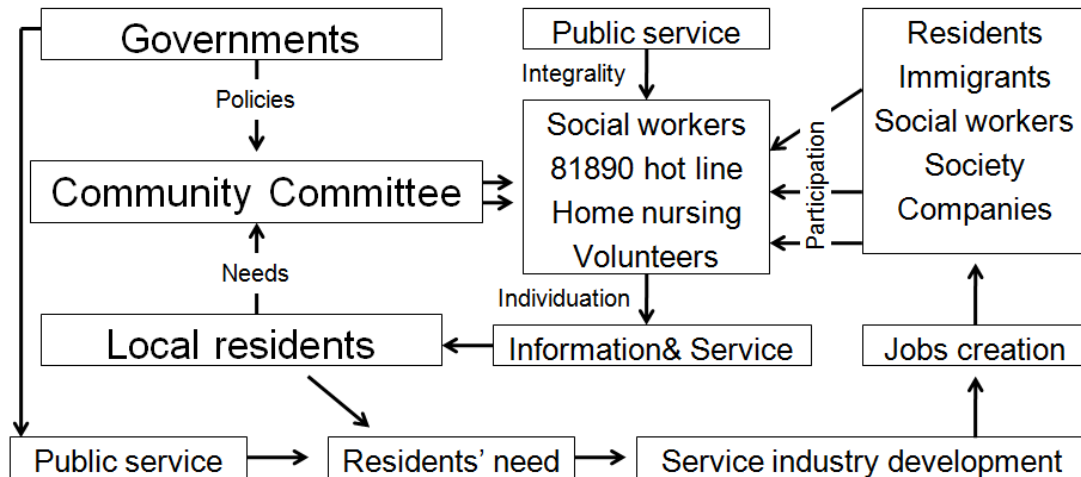 Governments
Policies
Community Committee
Needs
Local residents
Public service
Integrality
Social workers
81890 hot line
Home nursing
Volunteers
Individuation
Information& Service
Participation
Residents
Immigrants
Social workers
Society
Companies
Jobs creation
Public service
Residents’ need
Service industry development